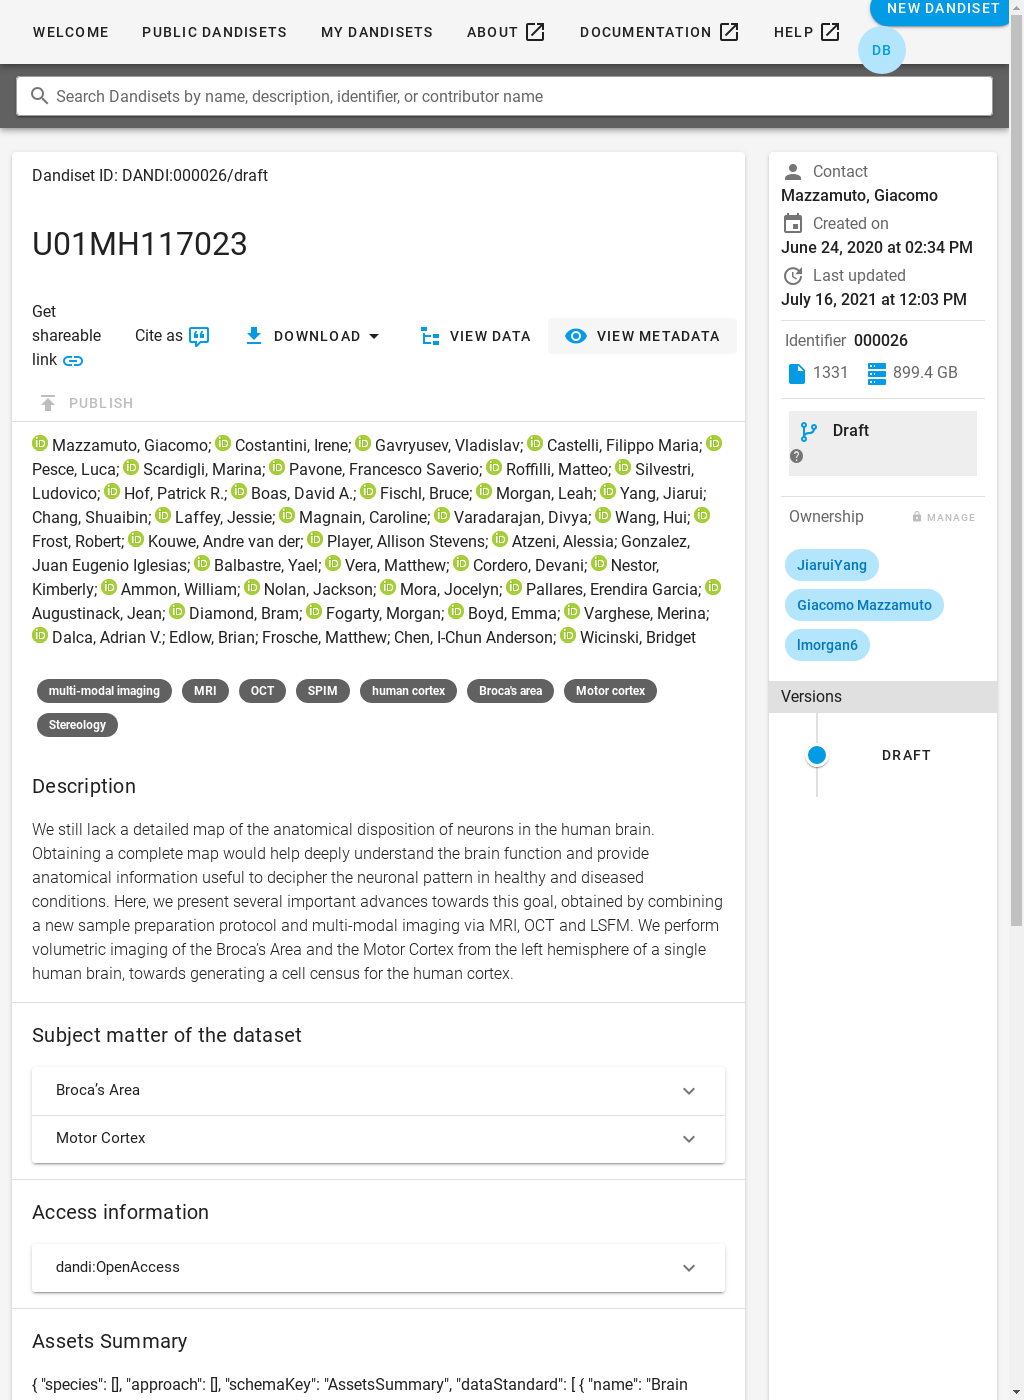 WELCOME PUBLIC DANDISETS MY DANDISETS ABOUT DOCUMENTATION HELP NEW DANDISET
DB
Search Dandisets by name, description, identifier, or contributor name
Dandiset ID: DANDI:000026/draft
U01MH117023
Get shareable link
Cite as
DOWNLOAD
VIEW DATA
VIEW METADATA
PUBLISH
Mazzamuto, Giacomo; Costantini, Irene; Gavryusev, Vladislav; Castelli, Filippo Maria;
Pesce, Luca; Scardigli, Marina; Pavone, Francesco Saverio; Roffilli, Matteo; Silvestri,
Ludovico; Hof, Patrick R.; Boas, David A.; Fischl, Bruce; Morgan, Leah; Yang, Jiarui;
Chang, Shuaibin; Laffey, Jessie; Magnain, Caroline; Varadarajan, Divya; Wang, Hui;
Frost, Robert; Kouwe, Andre van der; Player, Allison Stevens; Atzeni, Alessia; Gonzalez,
Juan Eugenio Iglesias; Balbastre, Yael; Vera, Matthew; Cordero, Devani; Nestor,
Kimberly; Ammon, William; Nolan, Jackson; Mora, Jocelyn; Pallares, Erendira Garcia;
Augustinack, Jean; Diamond, Bram; Fogarty, Morgan; Boyd, Emma; Varghese, Merina;
Dalca, Adrian V.; Edlow, Brian; Frosche, Matthew; Chen, I-Chun Anderson; Wicinski, Bridget
multi-modal imaging MRI OCT SPIM human cortex Broca's area Motor cortex
Stereology
Description
We still lack a detailed map of the anatomical disposition of neurons in the human brain.
Obtaining a complete map would help deeply understand the brain function and provide
anatomical information useful to decipher the neuronal pattern in healthy and diseased
conditions. Here, we present several important advances towards this goal, obtained by combining
a new sample preparation protocol and multi-modal imaging via MRI, OCT and LSFM. We perform
volumetric imaging of the Broca’s Area and the Motor Cortex from the left hemisphere of a single
human brain, towards generating a cell census for the human cortex.
Subject matter of the dataset
Broca’s Area
Motor Cortex
Access information
dandi:OpenAccess
Assets Summary
{ "species": [], "approach": [], "schemaKey": "AssetsSummary", "dataStandard": [ { "name": "Brain
Contact
Mazzamuto, Giacomo
Created on
June 24, 2020 at 02:34 PM
Last updated
July 16, 2021 at 12:03 PM
Identifier 000026
1331 899.4 GB
Draft
Ownership MANAGE
JiaruiYang
Giacomo Mazzamuto
lmorgan6
Versions
DRAFT